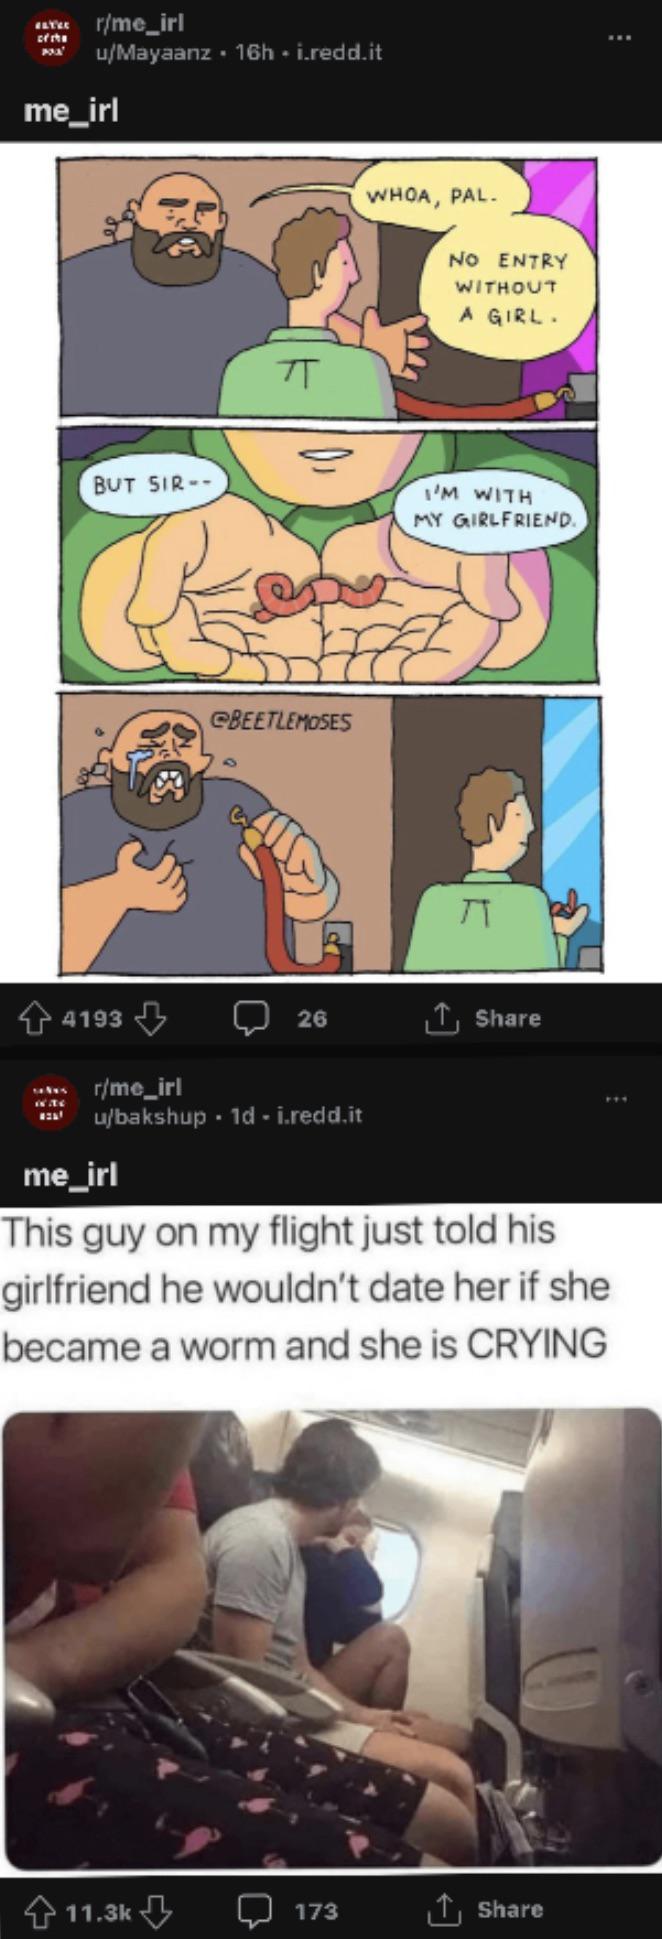 r/me_irl
u/Mayaanz • 16h • i.redd.it
me_irl
WHOA, PAL.
NO ENTRY
WITHOUT
A GIRL.
BUT SIR--
I'M WITH
MY GIRLFRIEND.
@BEETLEMOSES
4193
26
Share
r/me_irl
u/bakshup • 1d • i.redd.it
me_irl
This guy on my flight just told his
girlfriend he wouldn't date her if she
became a worm and she is CRYING
11.3k
173
Share